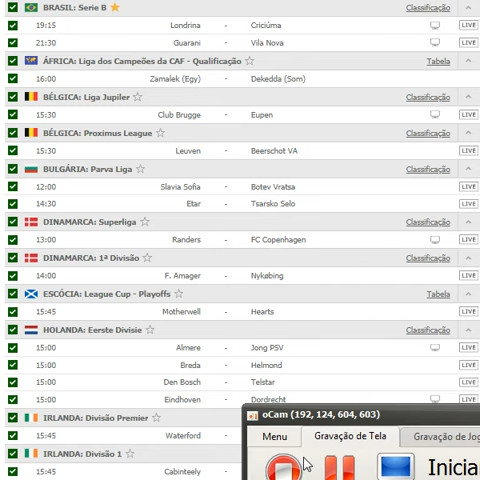 BRASIL: Serie B Classificação
19:15 Londrina - Criciúma LIVE
21:30 Guarani - Vila Nova LIVE
ÁFRICA: Liga dos Campeões da CAF - Qualificação Tabela
16:00 Zamalek (Egy) - Dekedda (Som)
BÉLGICA: Liga Jupiler Classificação
15:30 Club Brugge - Eupen LIVE
BÉLGICA: Proximus League Classificação
15:30 Leuven - Beerschot VA LIVE
BULGÁRIA: Parva Liga Classificação
12:00 Slavia Sofia - Botev Vratsa LIVE
14:30 Etar - Tsarsko Selo LIVE
DINAMARCA: Superliga Classificação
13:00 Randers - FC Copenhagen LIVE
DINAMARCA: 1ª Divisão Classificação
14:00 F. Amager - Nykøbing LIVE
ESCÓCIA: League Cup - Playoffs Tabela
15:45 Motherwell - Hearts LIVE
HOLANDA: Eerste Divisie Classificação
15:00 Almere - Jong PSV LIVE
15:00 Breda - Helmond LIVE
15:00 Den Bosch - Telstar LIVE
15:00 Eindhoven - Dordrecht LIVE
IRLANDA: Divisão Premier
15:45 Waterford
IRLANDA: Divisão 1
15:45 Cabinteely
oCam (192, 124, 604, 603)
Menu Gravação de Tela Gravação de Jog
Inicia